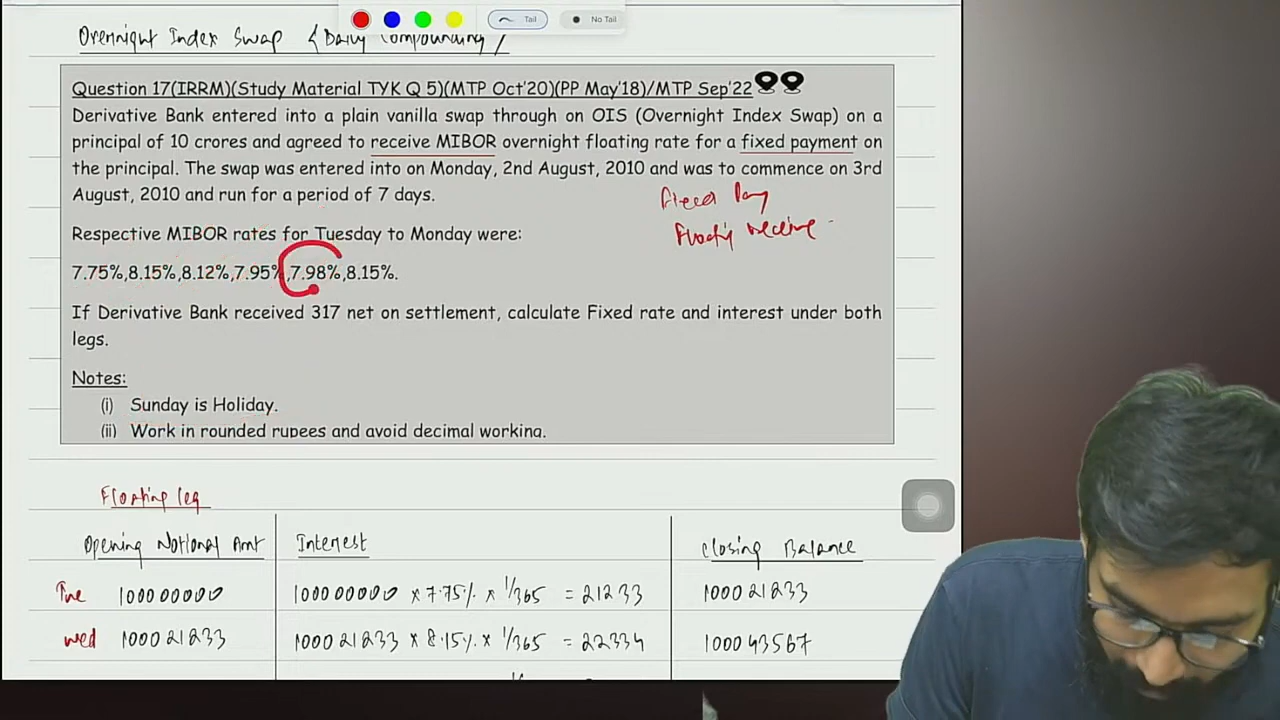 Tail
No Tail
Overnight Index Swap (Daily Compounding)
Question 17(IRRM)(Study Material TYK Q 5)(MTP Oct'20)(PP May'18)/MTP Sep'22
Derivative Bank entered into a plain vanilla swap through on OIS (Overnight Index Swap) on a
principal of 10 crores and agreed to receive MIBOR overnight floating rate for a fixed payment on
the principal. The swap was entered into on Monday, 2nd August, 2010 and was to commence on 3rd
August, 2010 and run for a period of 7 days.
Fixed Pay
Floating receive
Respective MIBOR rates for Tuesday to Monday were:
7.75%,8.15%,8.12%,7.95%,7.98%,8.15%.
If Derivative Bank received 317 net on settlement, calculate Fixed rate and interest under both
legs.
Notes:
(i) Sunday is Holiday.
(ii) Work in rounded rupees and avoid decimal working.
Floating leg
Opening Notional Amt Interest Closing Balance
Tue 100000000 100000000 × 7.75% × 1/365 = 21233 100021233
wed 100021233 100021233 × 8.15% × 1/365 = 22334 100043567